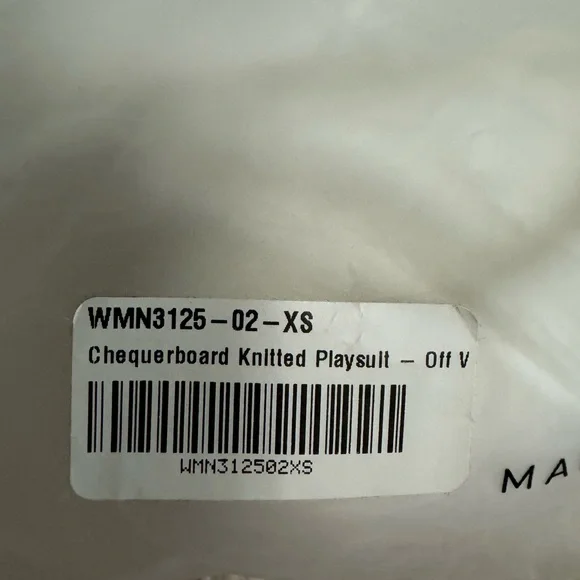 WMN3125-02-XS
Chequerboard Knitted Playsuit – Off V
WMN312502XS
MA